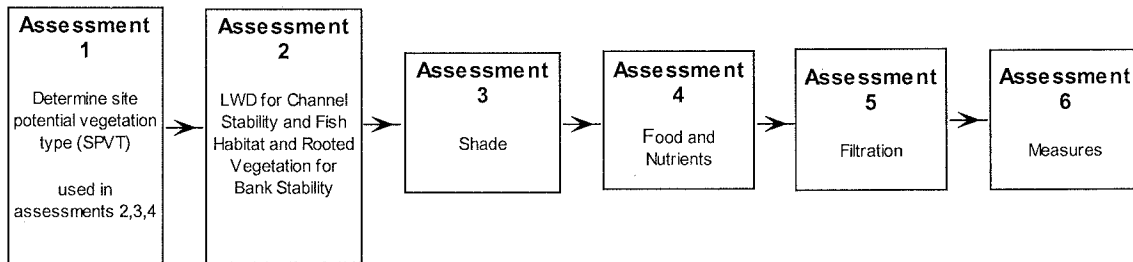 Assessment
1
Determine site
potential vegetation
type (SPVT)
used in
assessments 2,3,4
Assessment
2
LWD for Channel
Stability and Fish
Habitat and Rooted
Vegetation for
Bank Stability
Assessment
3
Shade
Assessment
4
Food and
Nutrients
Assessment
5
Filtration
Assessment
6
Measures